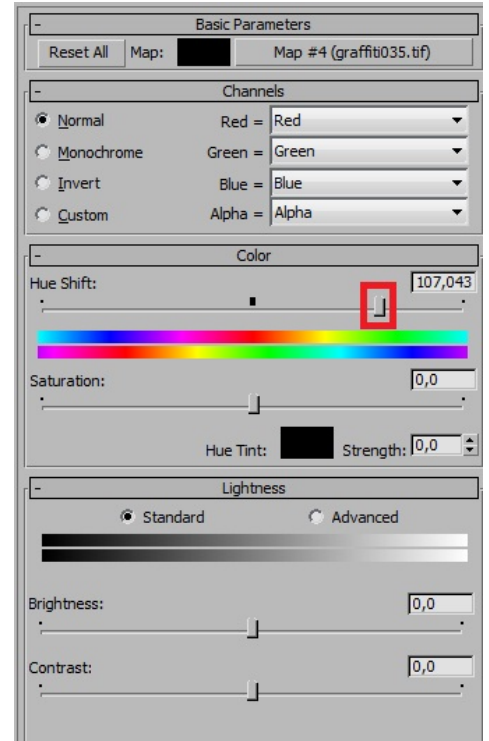 - Basic Parameters
Reset All Map: Map #4 (graffiti035.tif)
- Channels
Normal Red = Red
Monochrome Green = Green
Invert Blue = Blue
Custom Alpha = Alpha
- Color
Hue Shift: 107,043
Saturation: 0,0
Hue Tint: Strength: 0,0
- Lightness
Standard Advanced
Brightness: 0,0
Contrast: 0,0